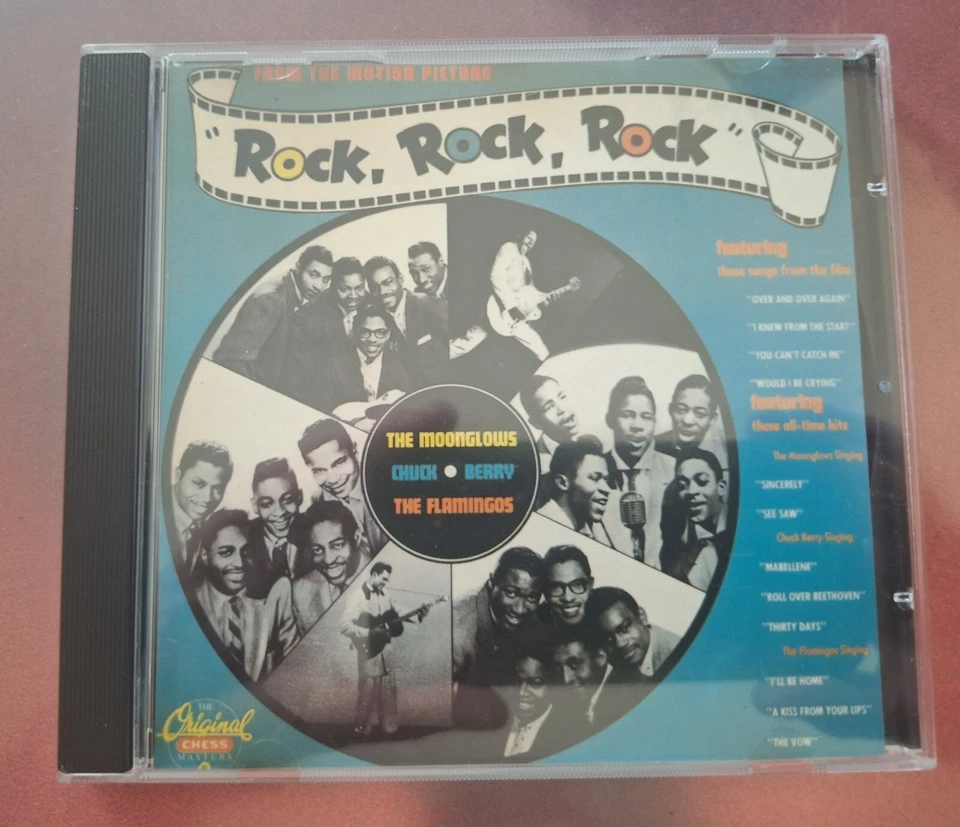 FROM THE MOTION PICTURE
"ROCK, ROCK, ROCK"
featuring
these songs from the film
"OVER AND OVER AGAIN"
"I KNEW FROM THE START"
"YOU CAN'T CATCH ME"
"WOULD I BE CRYING"
featuring
these all-time hits
The Moonglows Singing
"SINCERELY"
"SEE SAW"
Chuck Berry Singing
"MABELLENE"
"ROLL OVER BEETHOVEN"
"THIRTY DAYS"
The Flamingos Singing
"I'LL BE HOME"
"A KISS FROM YOUR LIPS"
"THE VOW"
THE MOONGLOWS
CHUCK BERRY
THE FLAMINGOS
THE
Original
CHESS
MASTERS